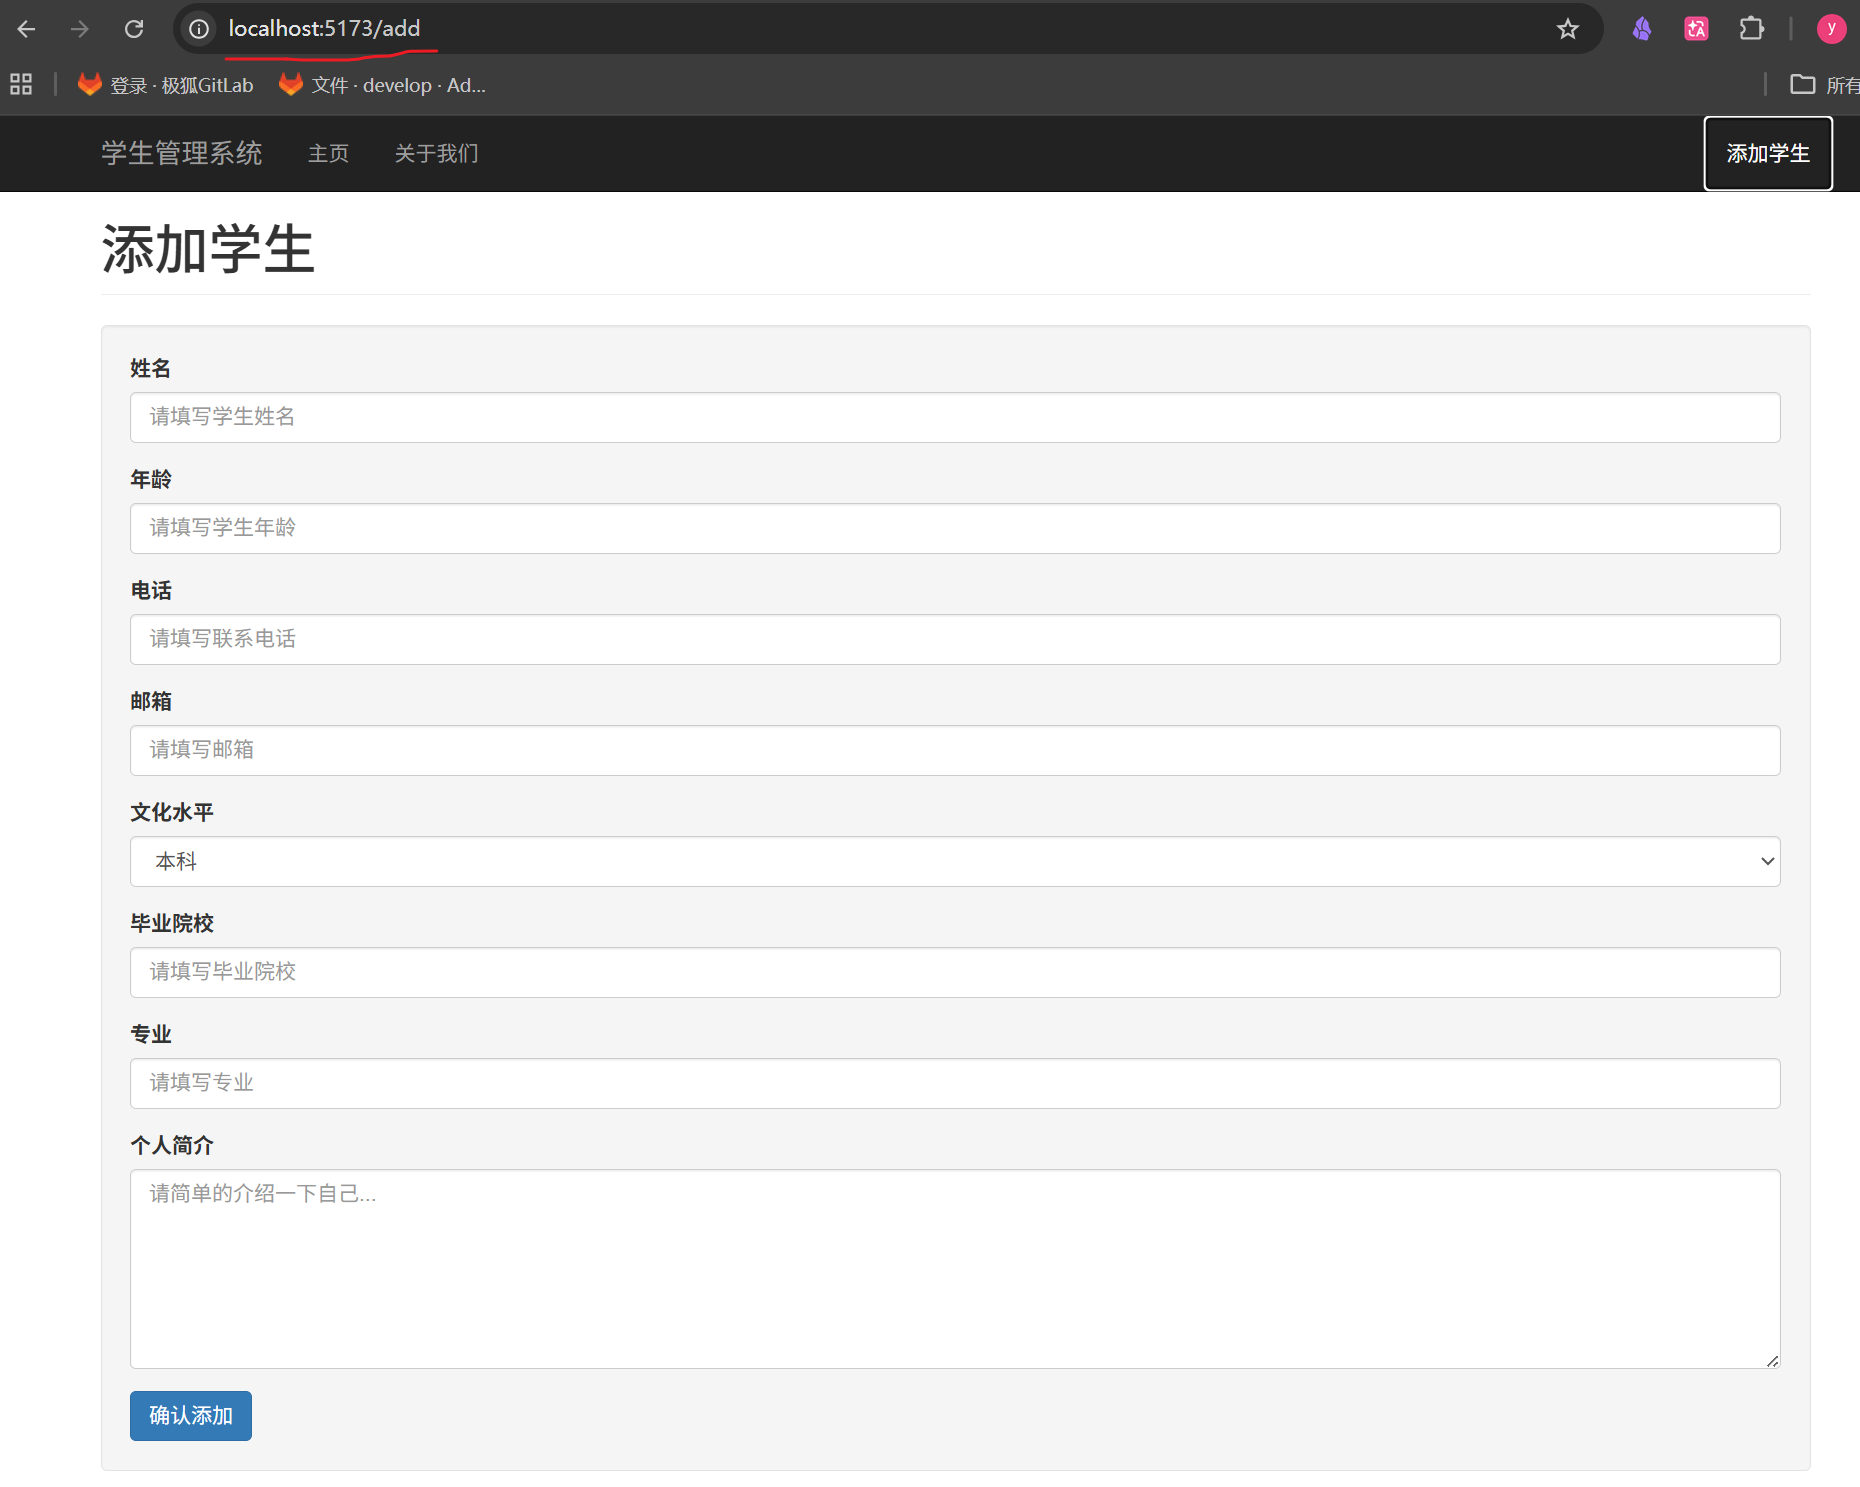 localhost:5173/add
y
登录 · 极狐GitLab
文件 · develop · Ad...
所有
学生管理系统
主页
关于我们
添加学生
添加学生
姓名
请填写学生姓名
年龄
请填写学生年龄
电话
请填写联系电话
邮箱
请填写邮箱
文化水平
本科
毕业院校
请填写毕业院校
专业
请填写专业
个人简介
请简单的介绍一下自己...
确认添加